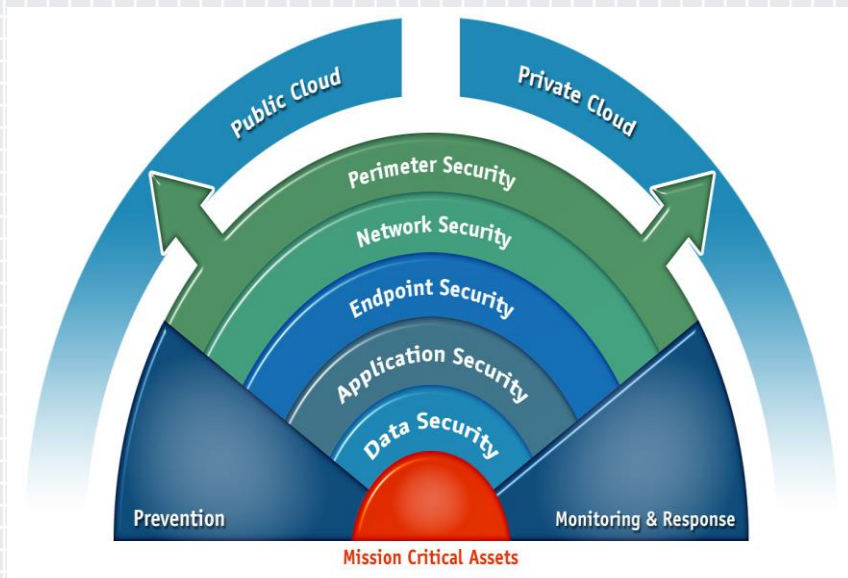 Public Cloud
Private Cloud
Perimeter Security
Network Security
Endpoint Security
Application Security
Data Security
Prevention
Monitoring & Response
Mission Critical Assets